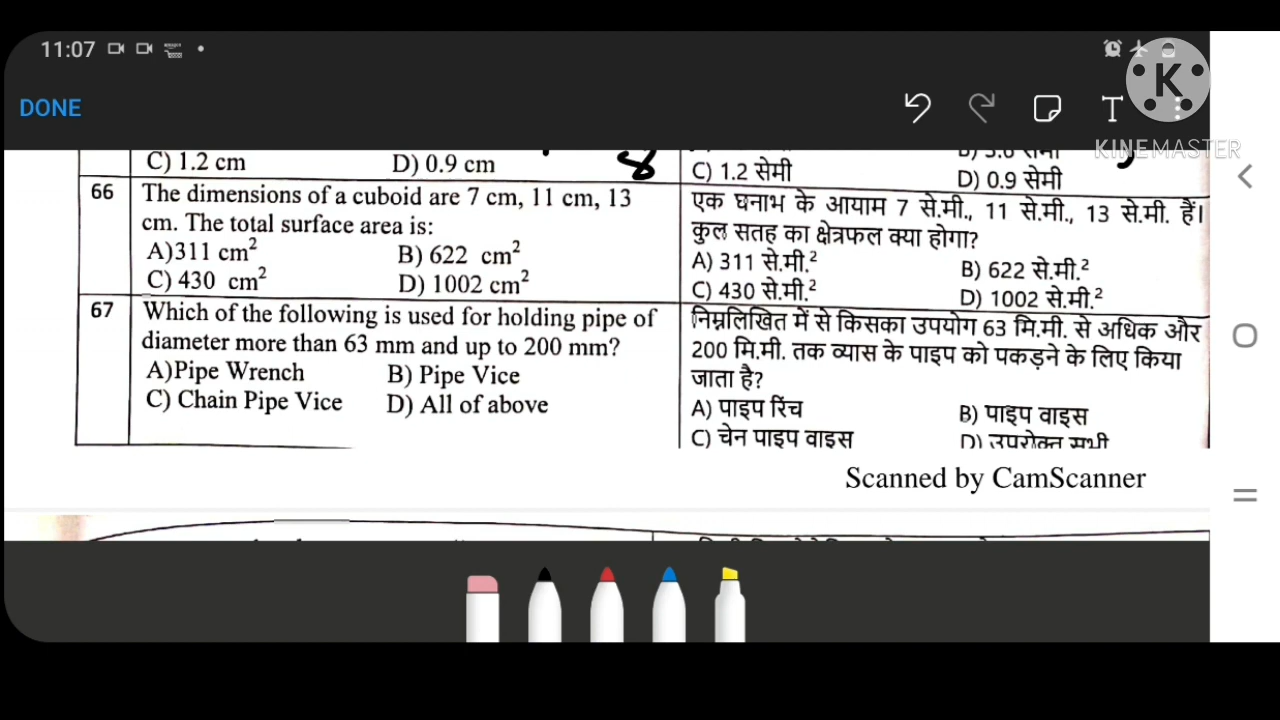 11:07
DONE
T
K
KINEMASTER
C) 1.2 cm D) 0.9 cm 8
66 The dimensions of a cuboid are 7 cm, 11 cm, 13
cm. The total surface area is:
A)311 cm² B) 622 cm²
C) 430 cm² D) 1002 cm²
67 Which of the following is used for holding pipe of
diameter more than 63 mm and up to 200 mm?
A)Pipe Wrench B) Pipe Vice
C) Chain Pipe Vice D) All of above
C) 1.2 सेमी
D) 0.9 सेमी
एक घनाभ के आयाम 7 से.मी., 11 से.मी., 13 से.मी. हैं।
कुल सतह का क्षेत्रफल क्या होगा?
A) 311 से.मी.² B) 622 से.मी.²
C) 430 से.मी.² D) 1002 से.मी.²
निम्नलिखित में से किसका उपयोग 63 मि.मी. से अधिक और
200 मि.मी. तक व्यास के पाइप को पकड़ने के लिए किया
जाता है?
A) पाइप रिंच B) पाइप वाइस
C) चेन पाइप वाइस D) उपरोक्त सभी
Scanned by CamScanner